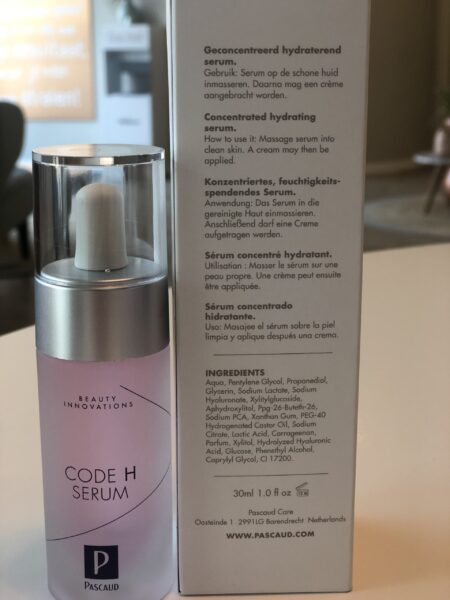 BEAUTY
INNOVATIONS
CODE H
SERUM
P
PASCAUD
Geconcentreerd hydraterend
serum.
Gebruik: Serum op de schone huid
inmasseren. Daarna mag een crème
aangebracht worden.
Concentrated hydrating
serum.
How to use it: Massage serum into
clean skin. A cream may then be
applied.
Konzentriertes, feuchtigkeits-
spendendes Serum.
Anwendung: Das Serum in die
gereinigte Haut einmassieren.
Anschließend darf eine Creme
aufgetragen werden.
Sérum concentré hydratant.
Utilisation : Masser le sérum sur une
peau propre. Une crème peut ensuite
être appliquée.
Sérum concentrado
hidratante.
Uso: Masajee el sérum sobre la piel
limpia y aplique después una crema.
INGREDIENTS
Aqua, Pentylene Glycol, Propanediol,
Glycerin, Sodium Lactate, Sodium
Hyaluronate, Xylitylglucoside,
Anhydroxylitol, Ppg-26-Buteth-26,
Sodium PCA, Xanthan Gum, PEG-40
Hydrogenated Castor Oil, Sodium
Citrate, Lactic Acid, Carrageenan,
Parfum, Xylitol, Hydrolyzed Hyaluronic
Acid, Glucose, Phenethyl Alcohol,
Caprylyl Glycol, CI 17200.
30ml 1.0 fl oz
Pascaud Care
Oosteinde 1 2991LG Barendrecht Netherlands
WWW.PASCAUD.COM